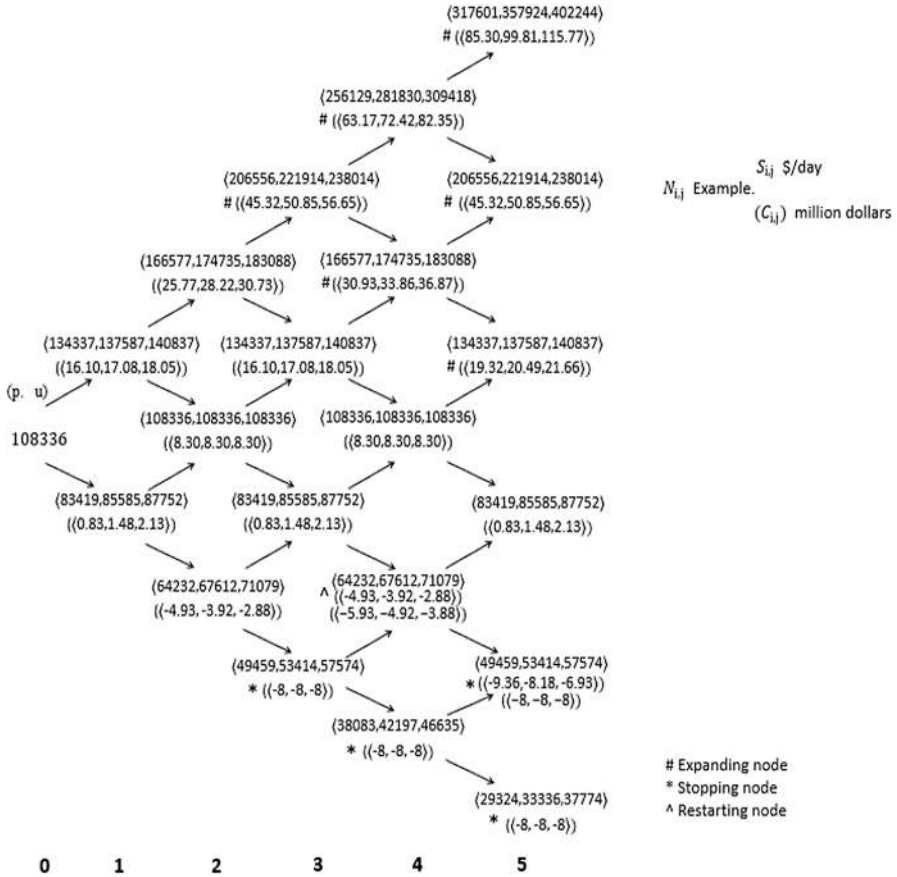 ⟨317601,357924,402244⟩
# (⟨85.30,99.81,115.77⟩)
⟨256129,281830,309418⟩
# (⟨63.17,72.42,82.35⟩)
⟨206556,221914,238014⟩
# (⟨45.32,50.85,56.65⟩)
⟨206556,221914,238014⟩
# (⟨45.32,50.85,56.65⟩)
S i,j $/day
N i,j Example.
(C i,j) million dollars
⟨166577,174735,183088⟩
(⟨25.77,28.22,30.73⟩)
⟨166577,174735,183088⟩
# (⟨30.93,33.86,36.87⟩)
⟨134337,137587,140837⟩
(⟨16.10,17.08,18.05⟩)
⟨134337,137587,140837⟩
(⟨16.10,17.08,18.05⟩)
⟨134337,137587,140837⟩
# (⟨19.32,20.49,21.66⟩)
(p. u)
108336
⟨108336,108336,108336⟩
(⟨8.30,8.30,8.30⟩)
⟨108336,108336,108336⟩
(⟨8.30,8.30,8.30⟩)
⟨83419,85585,87752⟩
(⟨0.83,1.48,2.13⟩)
⟨83419,85585,87752⟩
(⟨0.83,1.48,2.13⟩)
⟨83419,85585,87752⟩
(⟨0.83,1.48,2.13⟩)
⟨64232,67612,71079⟩
(⟨-4.93, -3.92, -2.88⟩)
⟨64232,67612,71079⟩
^ (⟨-4.93, -3.92, -2.88⟩)
(⟨−5.93, −4.92, −3.88⟩)
⟨49459,53414,57574⟩
* (⟨-8, -8, -8⟩)
⟨49459,53414,57574⟩
* (⟨-9.36,-8.18, -6.93⟩)
(⟨−8, −8, −8⟩)
⟨38083,42197,46635⟩
* (⟨-8, -8, -8⟩)
⟨29324,33336,37774⟩
* (⟨-8, -8, -8⟩)
# Expanding node
* Stopping node
^ Restarting node
0 1 2 3 4 5